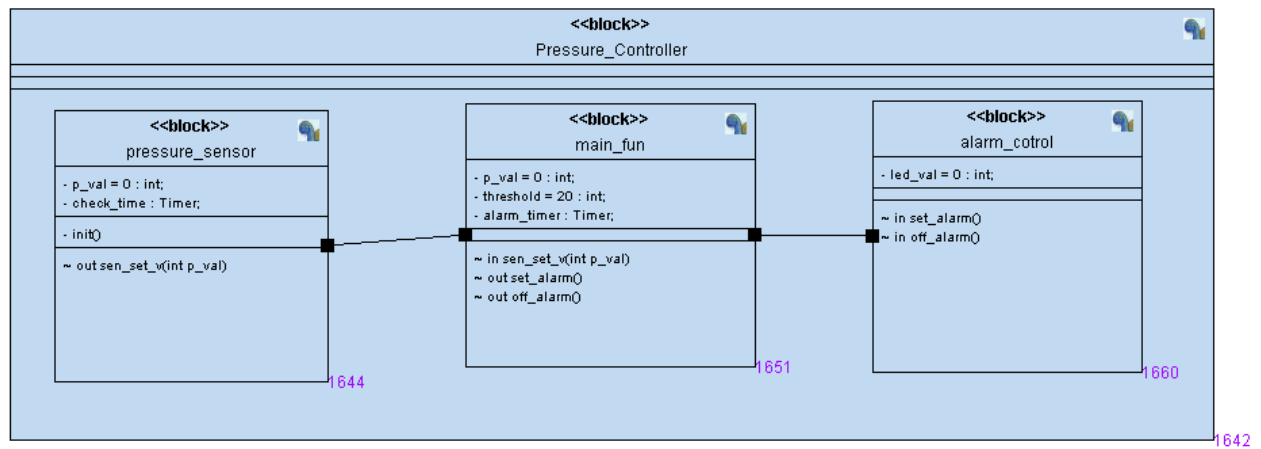 <<block>>
Pressure_Controller
<<block>>
pressure_sensor
- p_val = 0 : int;
- check_time : Timer;
- init()
~ out sen_set_v(int p_val)
1644
<<block>>
main_fun
- p_val = 0 : int;
- threshold = 20 : int;
- alarm_timer : Timer;
~ in sen_set_v(int p_val)
~ out set_alarm()
~ out off_alarm()
1651
<<block>>
alarm_cotrol
- led_val = 0 : int;
~ in set_alarm()
~ in off_alarm()
1660
1642